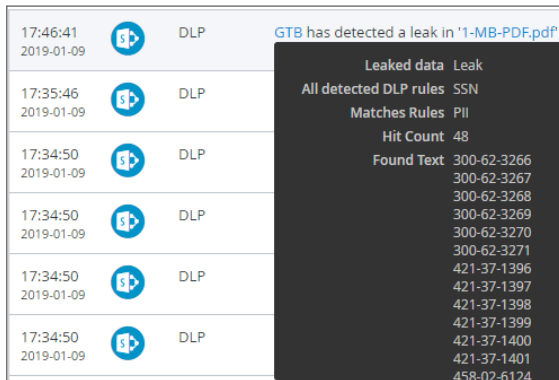 17:46:41 DLP GTB has detected a leak in '1-MB-PDF.pdf'
2019-01-09
Leaked data Leak
17:35:46 DLP All detected DLP rules SSN
2019-01-09
Matches Rules PII
Hit Count 48
17:34:50 DLP Found Text 300-62-3266
2019-01-09 300-62-3267
300-62-3268
17:34:50 DLP 300-62-3269
2019-01-09 300-62-3270
300-62-3271
17:34:50 DLP 421-37-1396
2019-01-09 421-37-1397
421-37-1398
421-37-1399
17:34:50 DLP 421-37-1400
2019-01-09 421-37-1401
458-02-6124